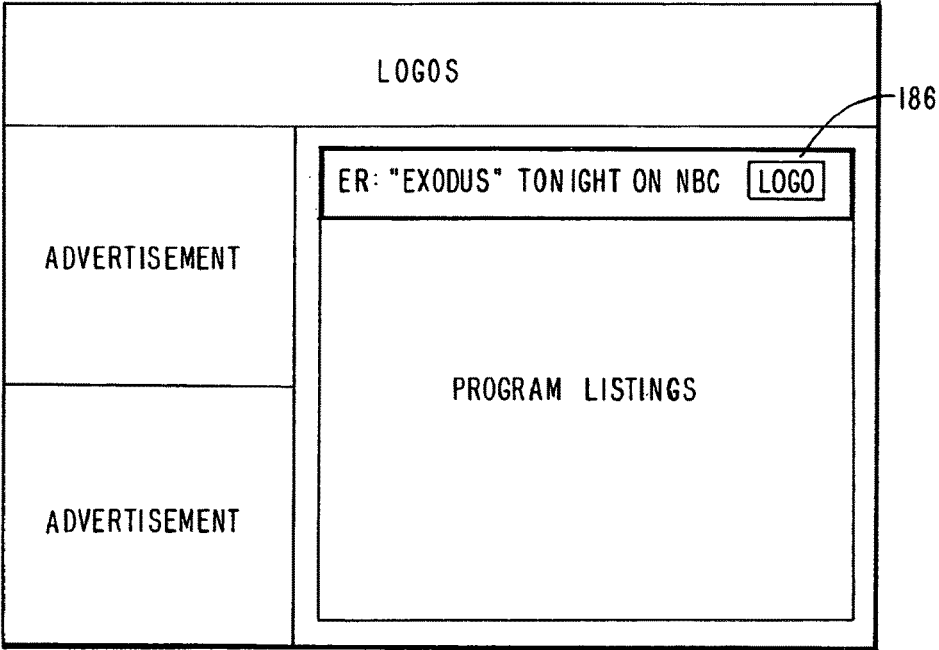 LOGOS
186
ER: "EXODUS" TONIGHT ON NBC LOGO
ADVERTISEMENT
PROGRAM LISTINGS
ADVERTISEMENT